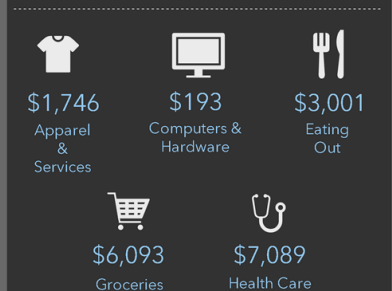 $1,746 $193 $3,001
Apparel
&
Services
Computers &
Hardware
Eating
Out
$6,093 $7,089
Groceries Health Care